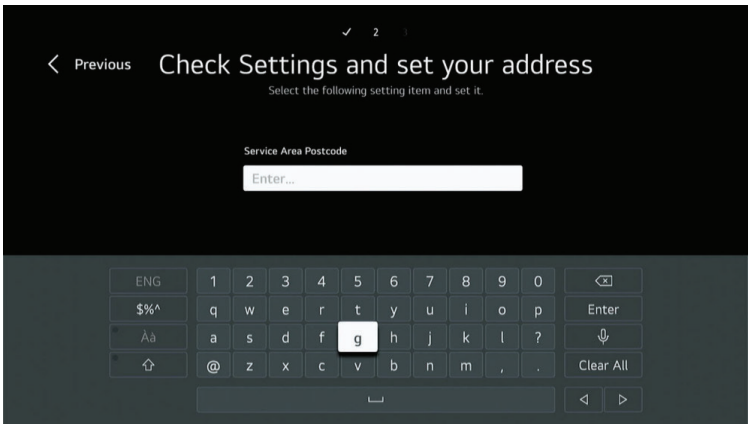 ✓ 2 3
Previous
Check Settings and set your address
Select the following setting item and set it.
Service Area Postcode
Enter...
ENG 1 2 3 4 5 6 7 8 9 0
$%^ q w e r t y u i o p Enter
Àà a s d f g h j k l ?
@ z x c v b n m , . Clear All